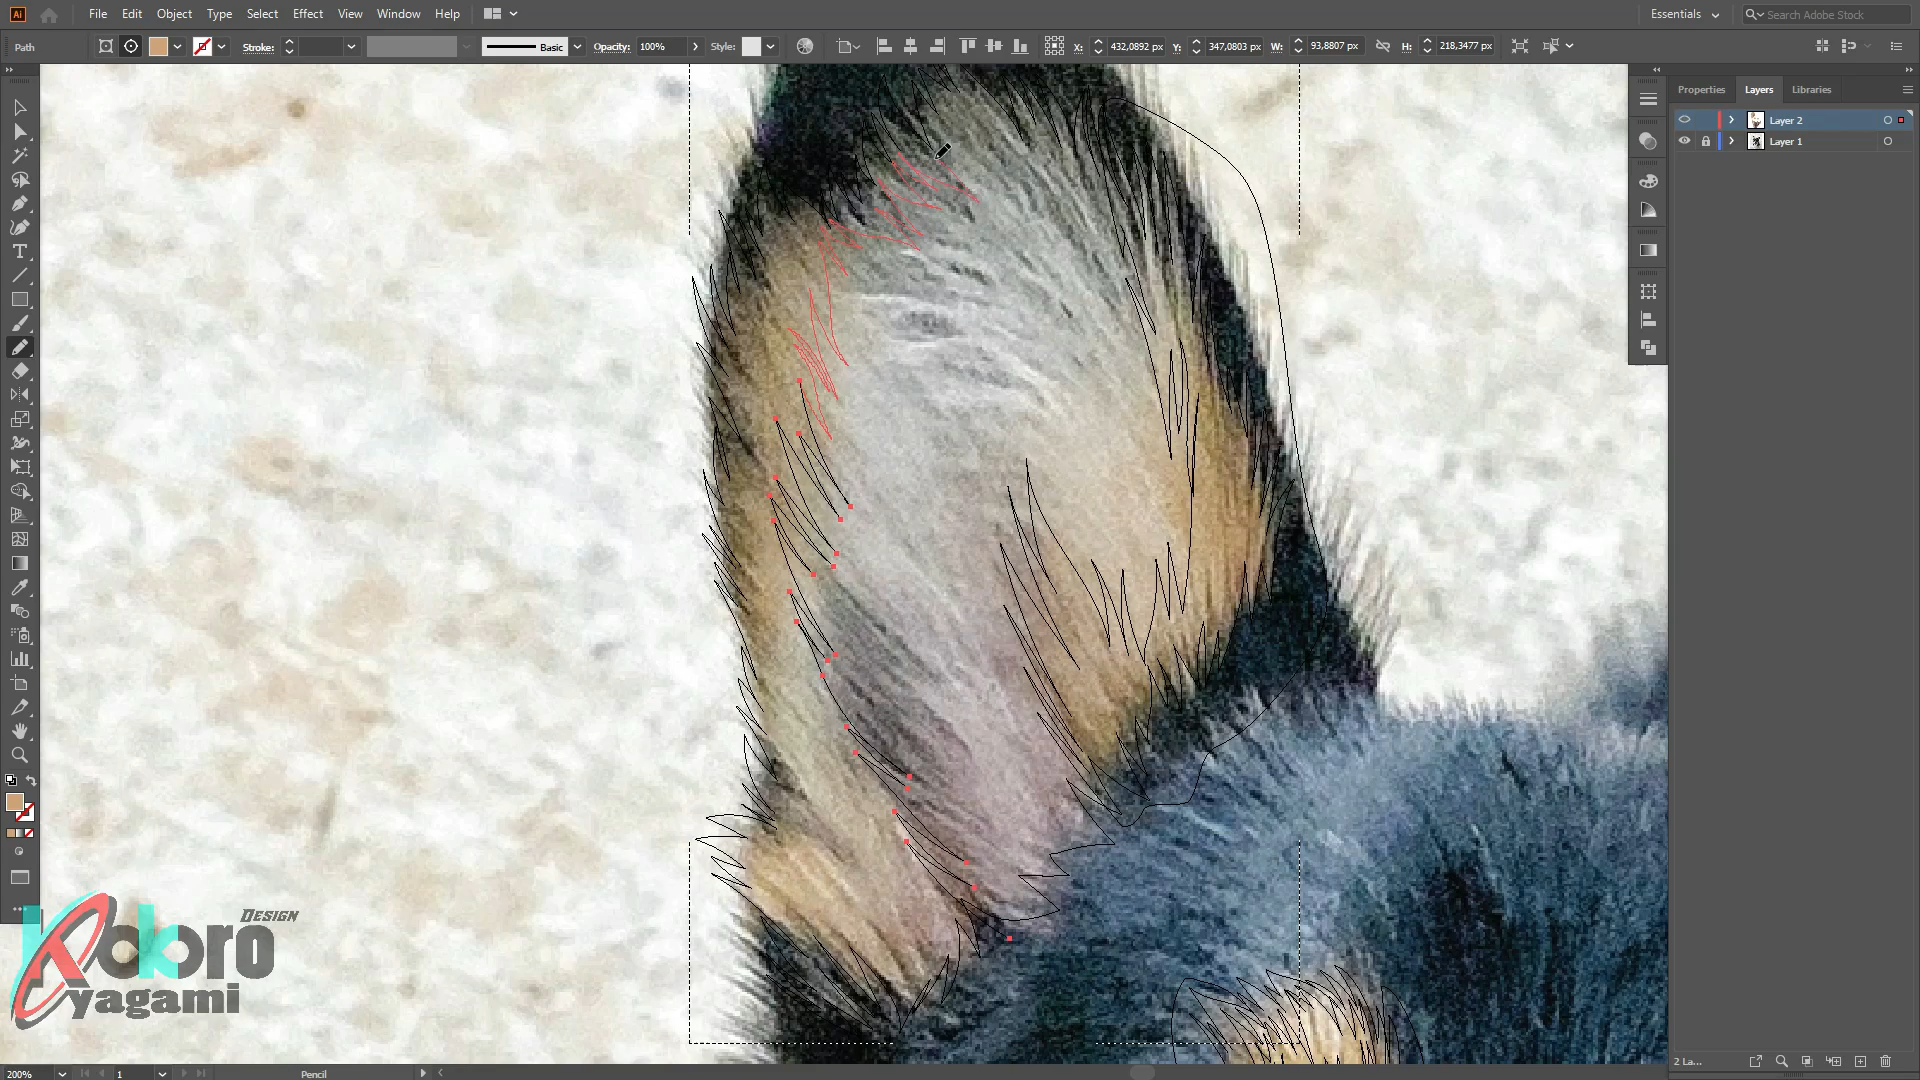 Ai File Edit Object Type Select Effect View Window Help Essentials Search Adobe Stock
Path Stroke: Basic Opacity: 100% Style: X: 432,0892 px Y: 347,0803 px W: 93,8807 px H: 218,3477 px
Properties Layers Libraries
Layer 2
Layer 1
Design
Kokoro
yagami
200% 1 Pencil
2 La...